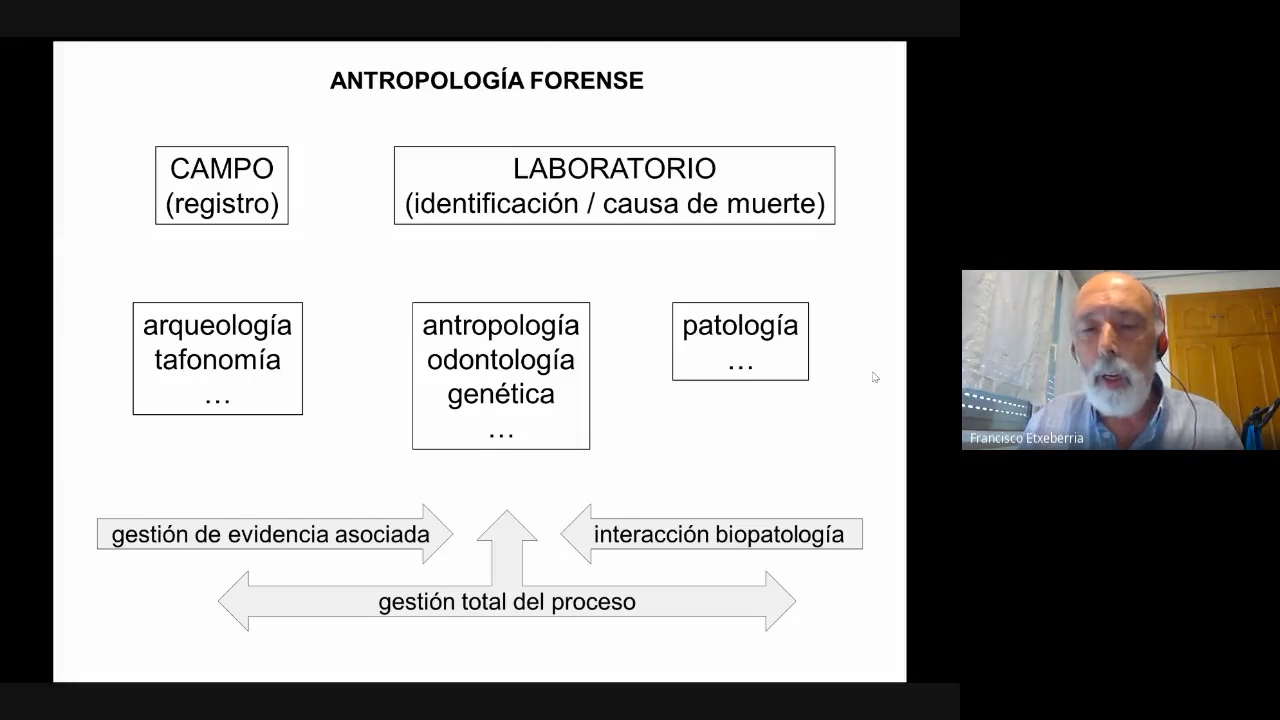 ANTROPOLOGÍA FORENSE
CAMPO
(registro)
LABORATORIO
(identificación / causa de muerte)
arqueología
tafonomía
…
antropología
odontología
genética
…
patología
…
gestión de evidencia asociada
interacción biopatología
gestión total del proceso
Francisco Etxeberria